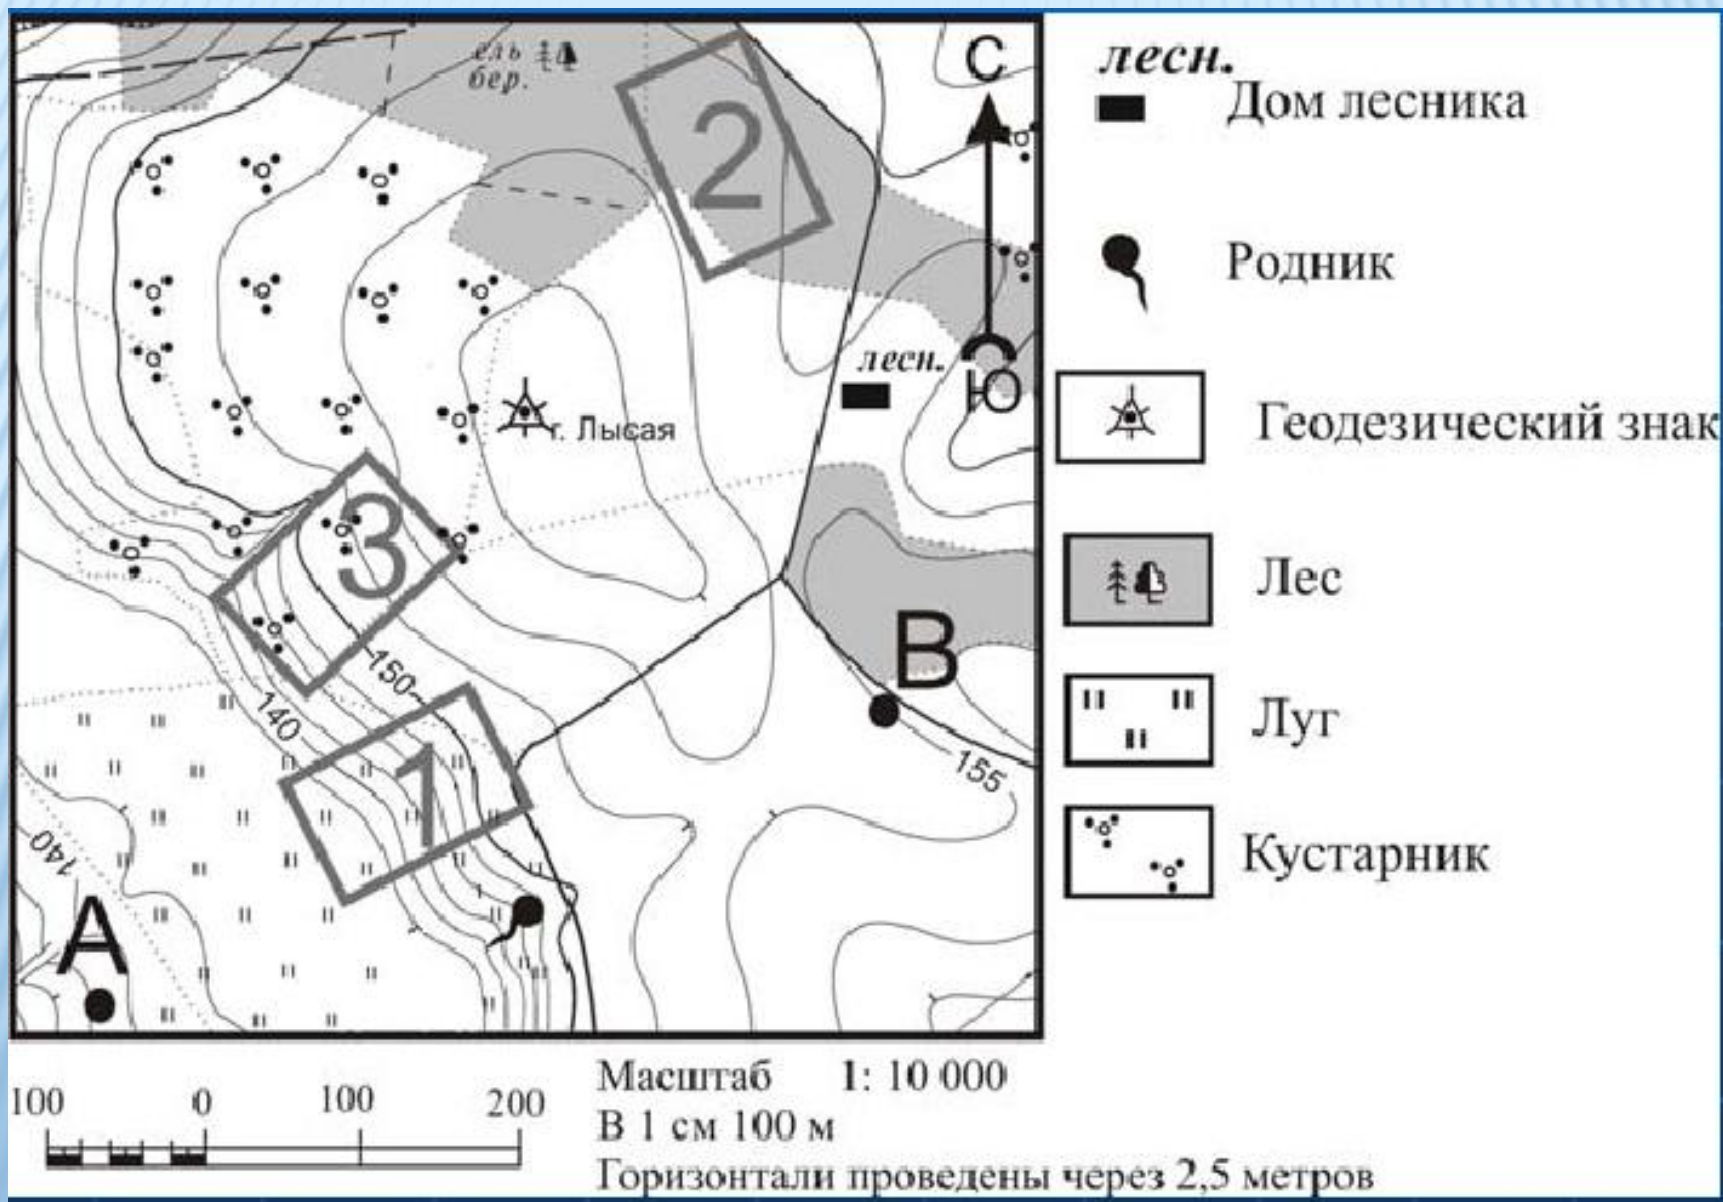 ель
бер.
2
С
лесн.
Ю
г. Лысая
3
150
140
1
В
155
140
А
лесн.
Дом лесника
Родник
Геодезический знак
Лес
Луг
Кустарник
100 0 100 200
Масштаб 1: 10 000
В 1 см 100 м
Горизонтали проведены через 2,5 метров